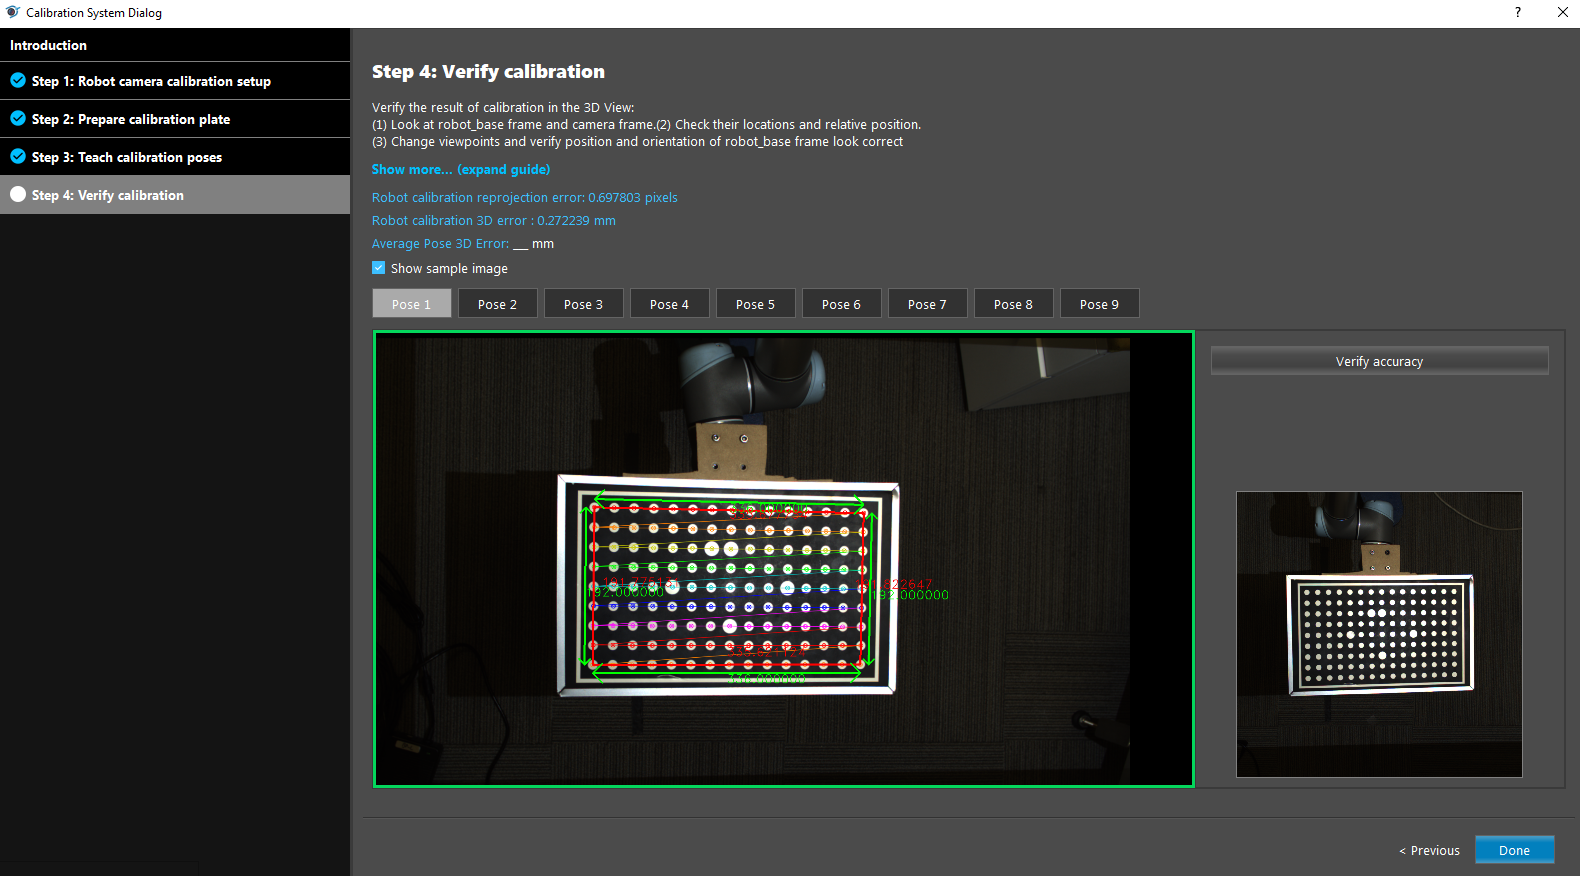 Calibration System Dialog
?
Introduction
Step 1: Robot camera calibration setup
Step 2: Prepare calibration plate
Step 3: Teach calibration poses
Step 4: Verify calibration
Step 4: Verify calibration
Verify the result of calibration in the 3D View:
(1) Look at robot_base frame and camera frame.(2) Check their locations and relative position.
(3) Change viewpoints and verify position and orientation of robot_base frame look correct
Show more... (expand guide)
Robot calibration reprojection error: 0.697803 pixels
Robot calibration 3D error : 0.272239 mm
Average Pose 3D Error: __ mm
Show sample image
Pose 1 Pose 2 Pose 3 Pose 4 Pose 5 Pose 6 Pose 7 Pose 8 Pose 9
Verify accuracy
192.000000
192.000000
336.000000
< Previous
Done